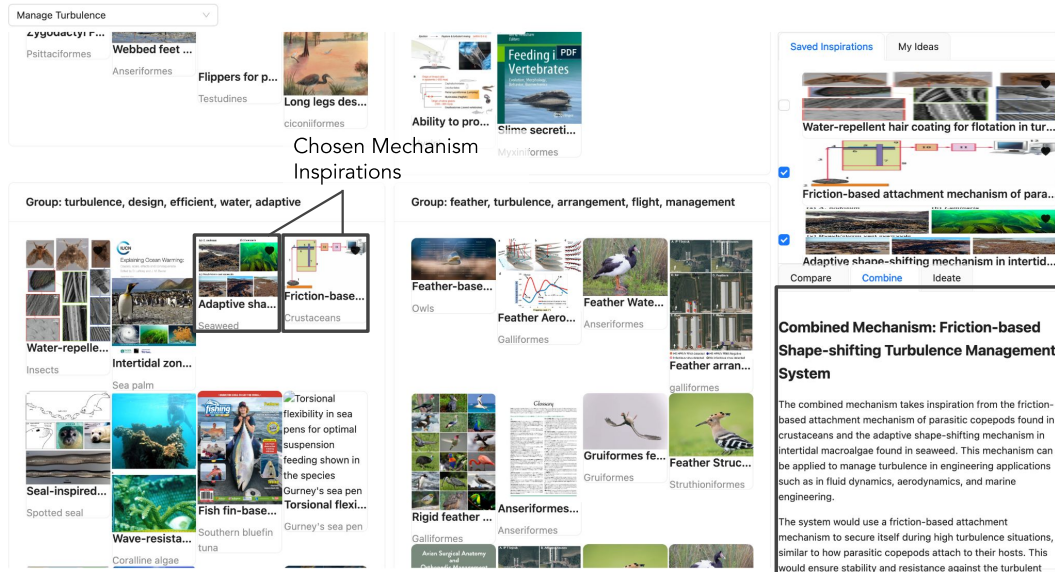 Manage Turbulence
Zygodactyl F...
Psittaciformes
Webbed feet ...
Anseriformes
Flippers for p...
Testudines
Long legs des...
ciconiiformes
Ability to pro...
Feeding i
PDF
Vertebrates
Slime secreti...
Myxiniformes
Chosen Mechanism
Inspirations
Group: turbulence, design, efficient, water, adaptive
Water-repelle...
Insects
IUCN
Explaining Ocean Warming:
Intertidal zon...
Sea palm
Adaptive sha...
Seaweed
Friction-base...
Crustaceans
Seal-inspired...
Spotted seal
Wave-resista...
Coralline algae
fishing
Fish fin-base...
Southern bluefin
tuna
Torsional
flexibility in sea
pens for optimal
suspension
feeding shown in
the species
Gurney's sea pen
Torsional flexi...
Gurney's sea pen
Group: feather, turbulence, arrangement, flight, management
Feather-base...
Owls
Feather Aero...
Galliformes
Feather Wate...
Anseriformes
Feather arran...
galliformes
Rigid feather ...
Galliformes
Glossary
Anseriformes...
Anseriformes
Gruiformes fe...
Gruiformes
Feather Struc...
Struthioniformes
Avian Surgical Anatomy
Saved Inspirations
My Ideas
Water-repellent hair coating for flotation in tur...
Friction-based attachment mechanism of para...
Adaptive shape-shifting mechanism in intertid...
Compare
Combine
Ideate
Combined Mechanism: Friction-based
Shape-shifting Turbulence Management
System
The combined mechanism takes inspiration from the friction-
based attachment mechanism of parasitic copepods found in
crustaceans and the adaptive shape-shifting mechanism in
intertidal macroalgae found in seaweed. This mechanism can
be applied to manage turbulence in engineering applications
such as in fluid dynamics, aerodynamics, and marine
engineering.
The system would use a friction-based attachment
mechanism to secure itself during high turbulence situations,
similar to how parasitic copepods attach to their hosts. This
would ensure stability and resistance against the turbulent